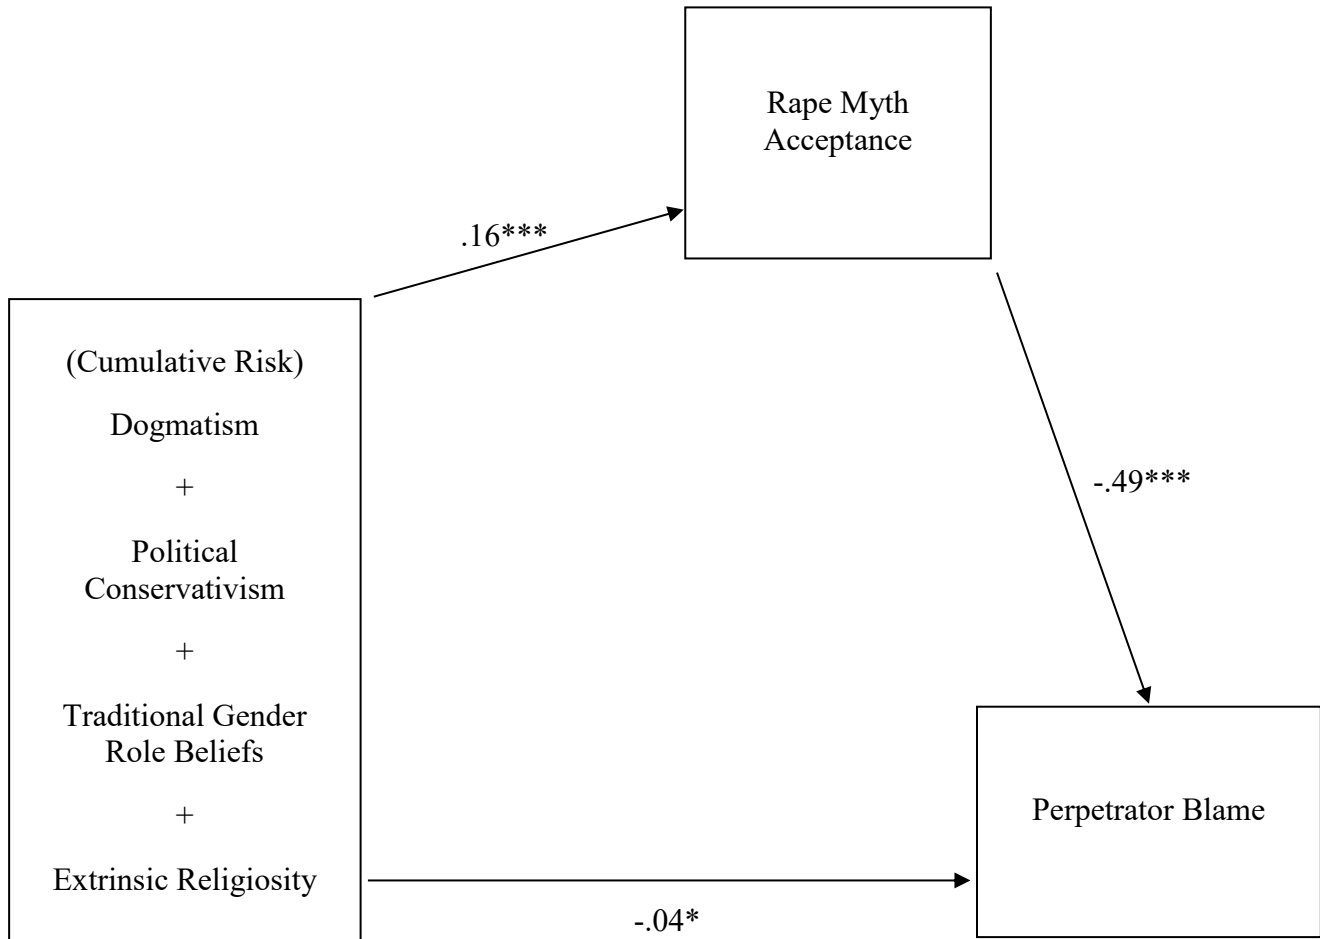 Rape Myth
Acceptance
.16***
(Cumulative Risk)
Dogmatism
+
Political
Conservativism
+
Traditional Gender
Role Beliefs
+
Extrinsic Religiosity
-.49***
Perpetrator Blame
-.04*